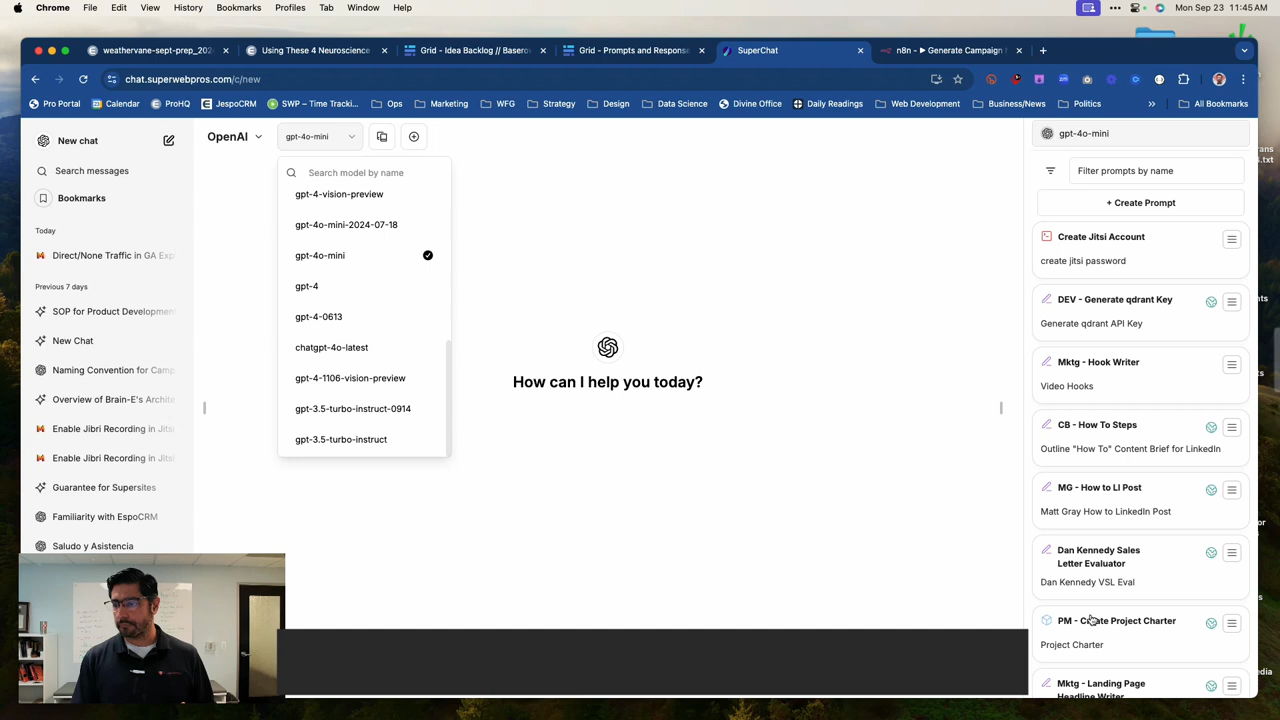 Chrome File Edit View History Bookmarks Profiles Tab Window Help Mon Sep 23 11:45 AM
weathervane-sept-prep_202 Using These 4 Neuroscience Grid - Idea Backlog // Baserow Grid - Prompts and Response SuperChat n8n - Generate Campaign
chat.superwebpros.com/c/new
Pro Portal Calendar ProHQ JespoCRM SWP – Time Tracki... Ops Marketing WFG Strategy Design Data Science Divine Office Daily Readings Web Development Business/News Politics » All Bookmarks
New chat
Search messages
Bookmarks
Today
Direct/None Traffic in GA Exp
Previous 7 days
SOP for Product Development
New Chat
Naming Convention for Camp
Overview of Brain-E's Archite
Enable Jibri Recording in Jitsi
Enable Jibri Recording in Jitsi
Guarantee for Supersites
Familiarity with EspoCRM
Saludo y Asistencia
OpenAI gpt-4o-mini
Search model by name
gpt-4-vision-preview
gpt-4o-mini-2024-07-18
gpt-4o-mini
gpt-4
gpt-4-0613
chatgpt-4o-latest
gpt-4-1106-vision-preview
gpt-3.5-turbo-instruct-0914
gpt-3.5-turbo-instruct
How can I help you today?
gpt-4o-mini
Filter prompts by name
+ Create Prompt
Create Jitsi Account
create jitsi password
DEV - Generate qdrant Key
Generate qdrant API Key
Mktg - Hook Writer
Video Hooks
CB - How To Steps
Outline "How To" Content Brief for LinkedIn
MG - How to LI Post
Matt Gray How to LinkedIn Post
Dan Kennedy Sales
Letter Evaluator
Dan Kennedy VSL Eval
PM - Create Project Charter
Project Charter
Mktg - Landing Page
Headline Writer